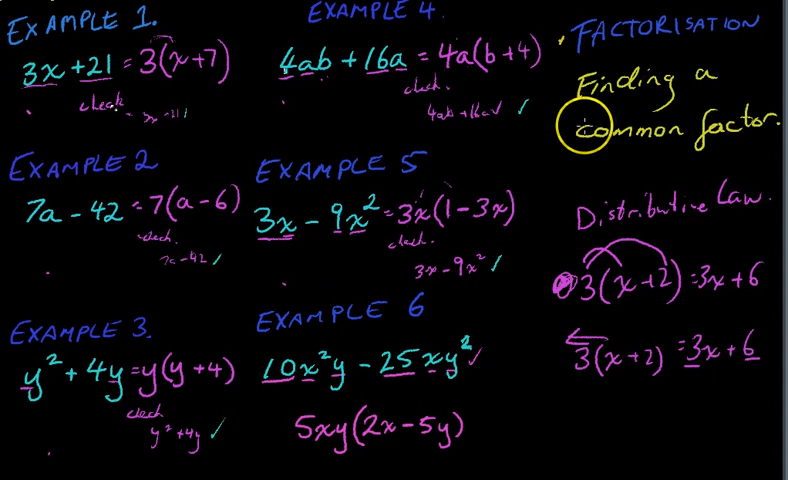 EXAMPLE 1.
3x + 21 = 3(x + 7)
check
EXAMPLE 2
7a - 42 = 7(a - 6)
check.
7a - 42 ✓
EXAMPLE 3.
y² + 4y = y(y + 4)
check
y² + 4y ✓
EXAMPLE 4.
4ab + 16a = 4a(b + 4)
check.
4ab + 16a ✓
EXAMPLE 5
3x - 9x² = 3x(1 - 3x)
check.
3x - 9x² ✓
EXAMPLE 6
10x²y - 25xy² ✓
5xy(2x - 5y)
FACTORISATION
Finding a
common factor.
Distributive Law.
3(x + 2) = 3x + 6
3(x + 2) = 3x + 6